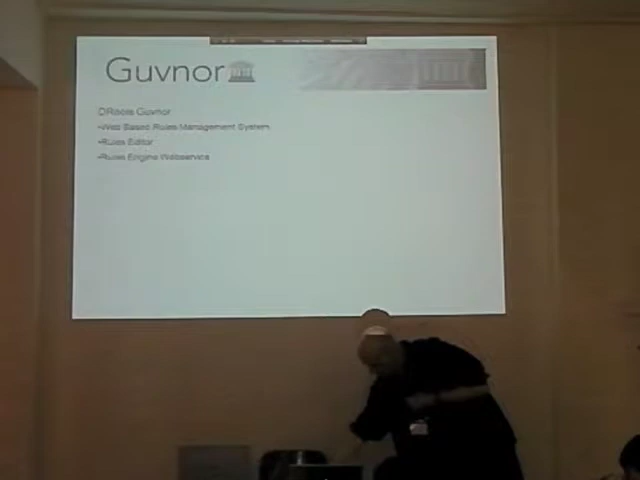 Guvnor
DRools Guvnor
-Web Based Rules Management System
-Rules Editor
-Rules Engine Webservice